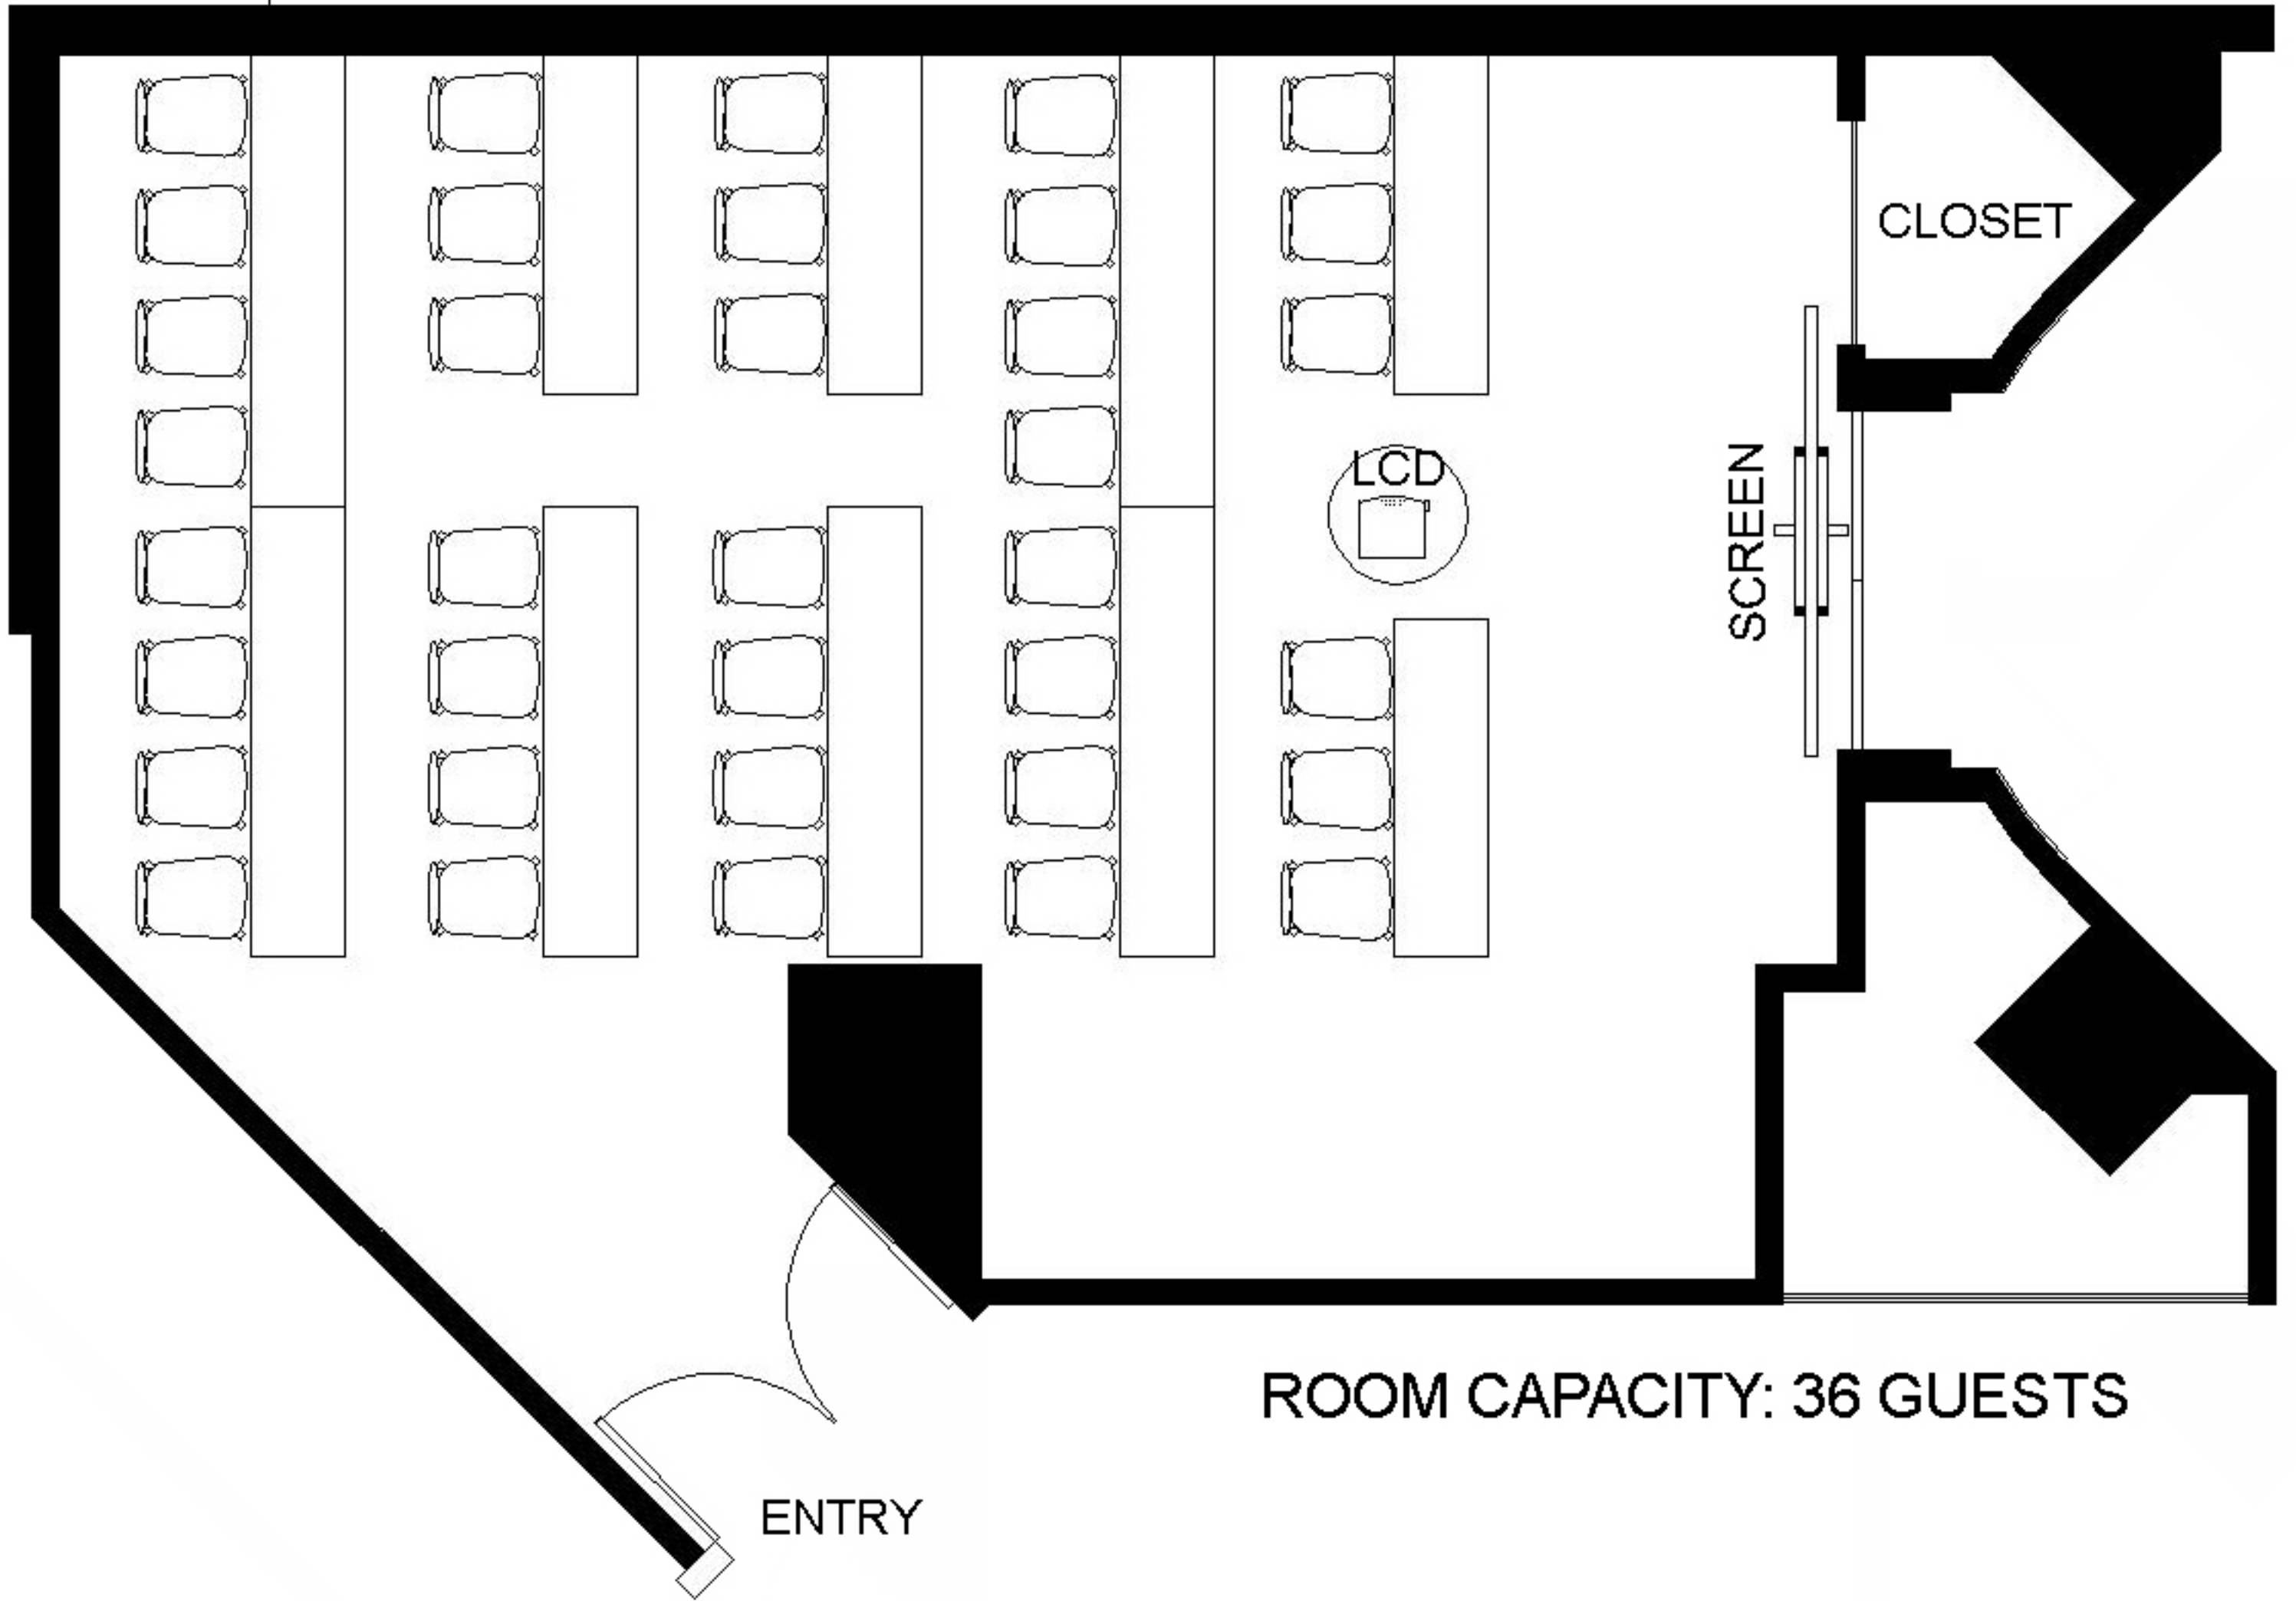 CLOSET
LCD
SCREEN
ROOM CAPACITY: 36 GUESTS
ENTRY